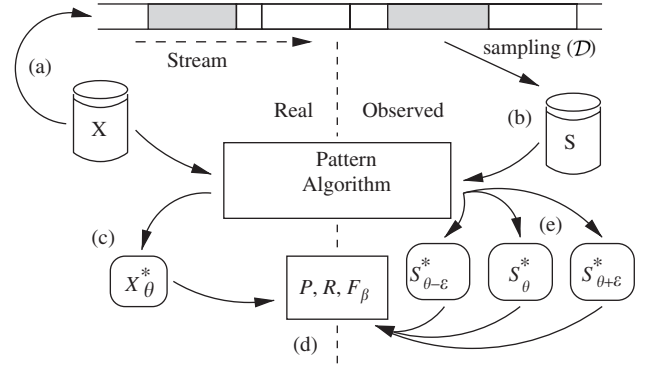 sampling (𝒟)
Stream
(a)
Real
Observed
(b)
X
S
Pattern
Algorithm
(c)
(e)
X*θ
P, R, Fβ
S*θ−ε
S*θ
S*θ+ε
(d)